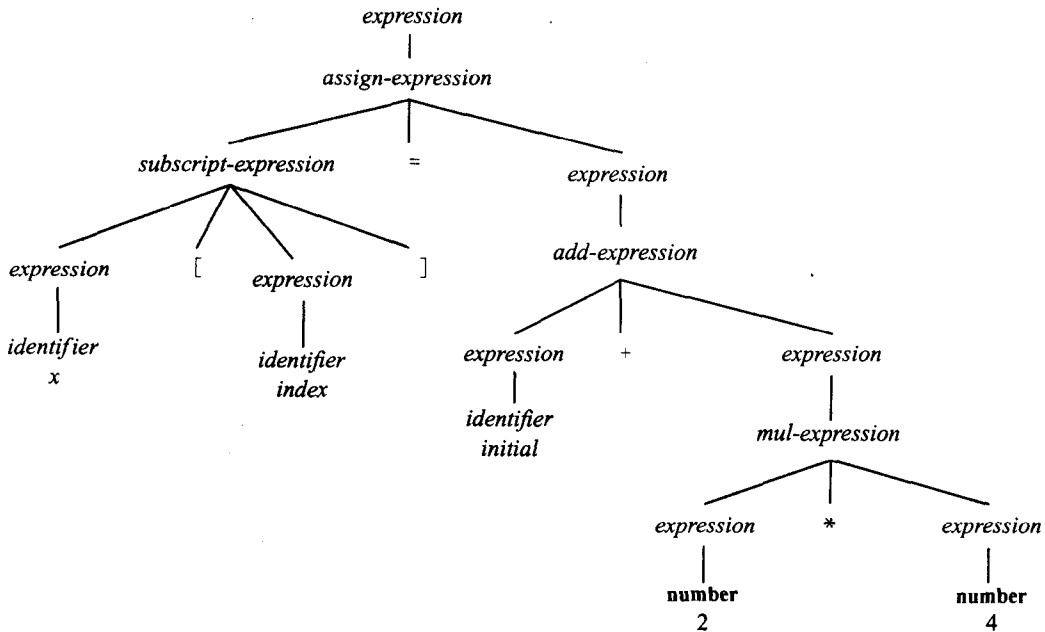 expression
assign-expression
subscript-expression = expression
add-expression
expression [ expression ]
identifier
x
identifier
index
expression + expression
identifier
initial
mul-expression
expression * expression
number
2
number
4